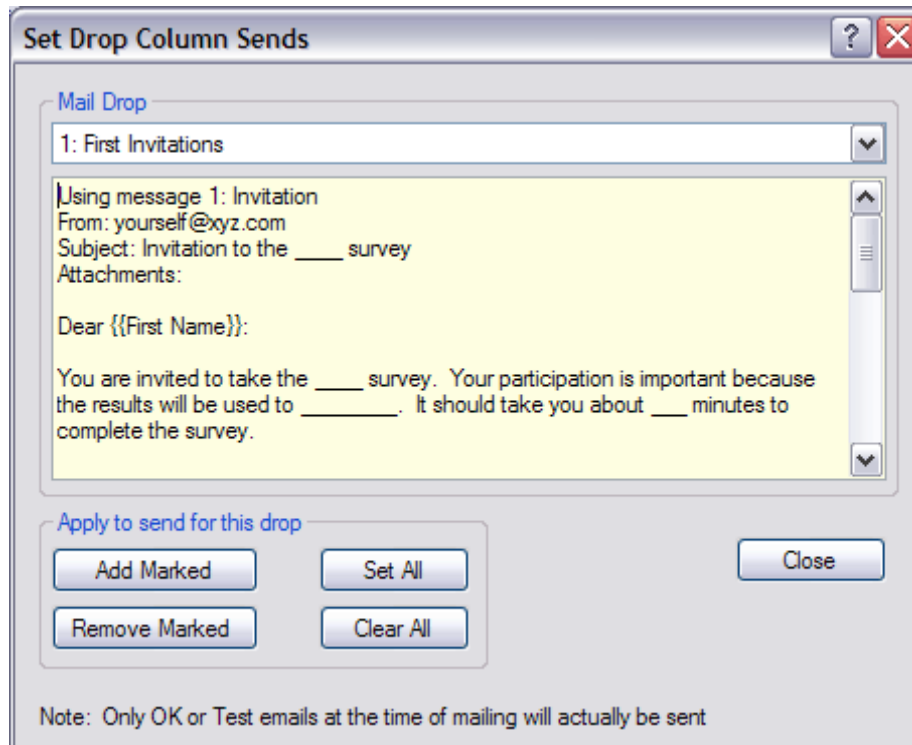 Set Drop Column Sends
?
Mail Drop
1: First Invitations
Using message 1: Invitation
From: yourself@xyz.com
Subject: Invitation to the ____ survey
Attachments:
Dear {{First Name}}:
You are invited to take the ____ survey.  Your participation is important because
the results will be used to ________.  It should take you about ___ minutes to
complete the survey.
Apply to send for this drop
Add Marked
Set All
Close
Remove Marked
Clear All
Note:  Only OK or Test emails at the time of mailing will actually be sent